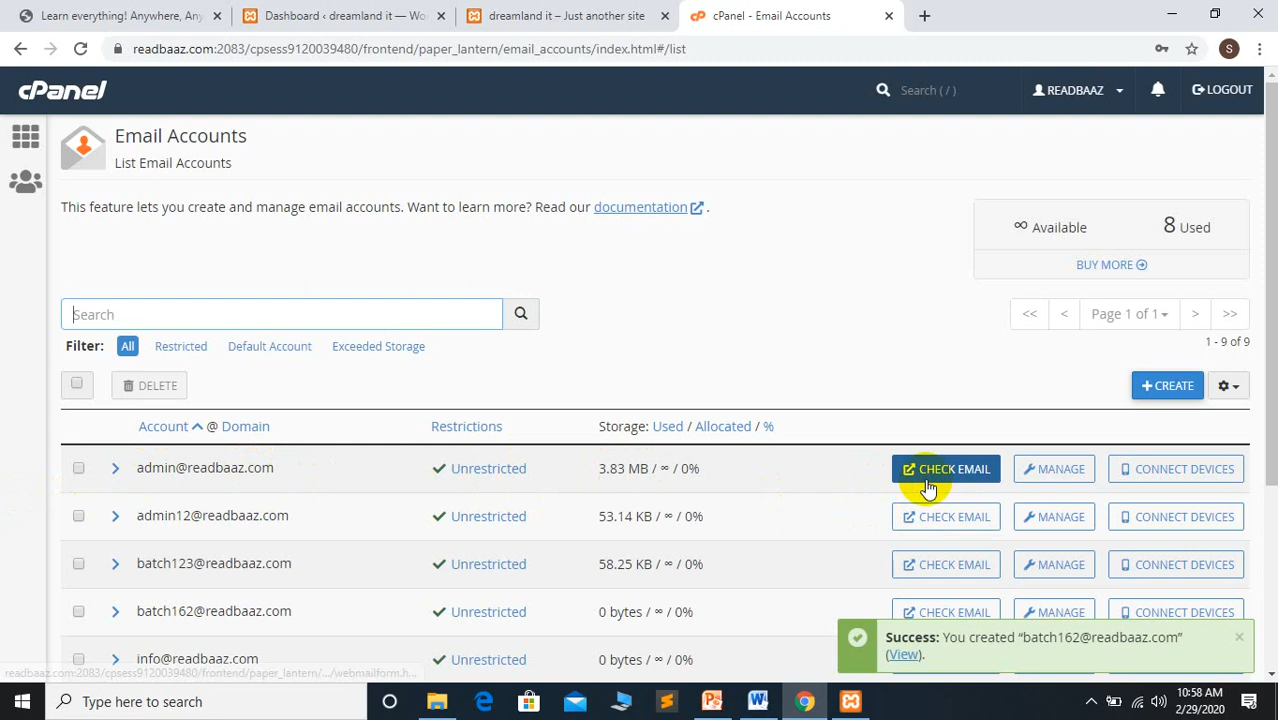 Learn everything! Anywhere, Any
Dashboard ‹ dreamland it — Wo
dreamland it – Just another site
cPanel - Email Accounts
readbaaz.com:2083/cpsess9120039480/frontend/paper_lantern/email_accounts/index.html#/list
S
cPanel
Search ( / )
READBAAZ
LOGOUT
Email Accounts
List Email Accounts
This feature lets you create and manage email accounts. Want to learn more? Read our documentation .
∞ Available
8 Used
BUY MORE
Search
<< < Page 1 of 1 > >>
1 - 9 of 9
Filter: All Restricted Default Account Exceeded Storage
DELETE
+ CREATE
Account @ Domain Restrictions Storage: Used / Allocated / %
admin@readbaaz.com Unrestricted 3.83 MB / ∞ / 0% CHECK EMAIL MANAGE CONNECT DEVICES
admin12@readbaaz.com Unrestricted 53.14 KB / ∞ / 0% CHECK EMAIL MANAGE CONNECT DEVICES
batch123@readbaaz.com Unrestricted 58.25 KB / ∞ / 0% CHECK EMAIL MANAGE CONNECT DEVICES
batch162@readbaaz.com Unrestricted 0 bytes / ∞ / 0% CHECK EMAIL MANAGE CONNECT DEVICES
info@readbaaz.com Unrestricted 0 bytes / ∞ / 0%
Success: You created “batch162@readbaaz.com”
(View).
readbaaz.com:2083/cpsess9120039480/frontend/paper_lantern/.../webmailform.h...
Type here to search
10:58 AM
2/29/2020